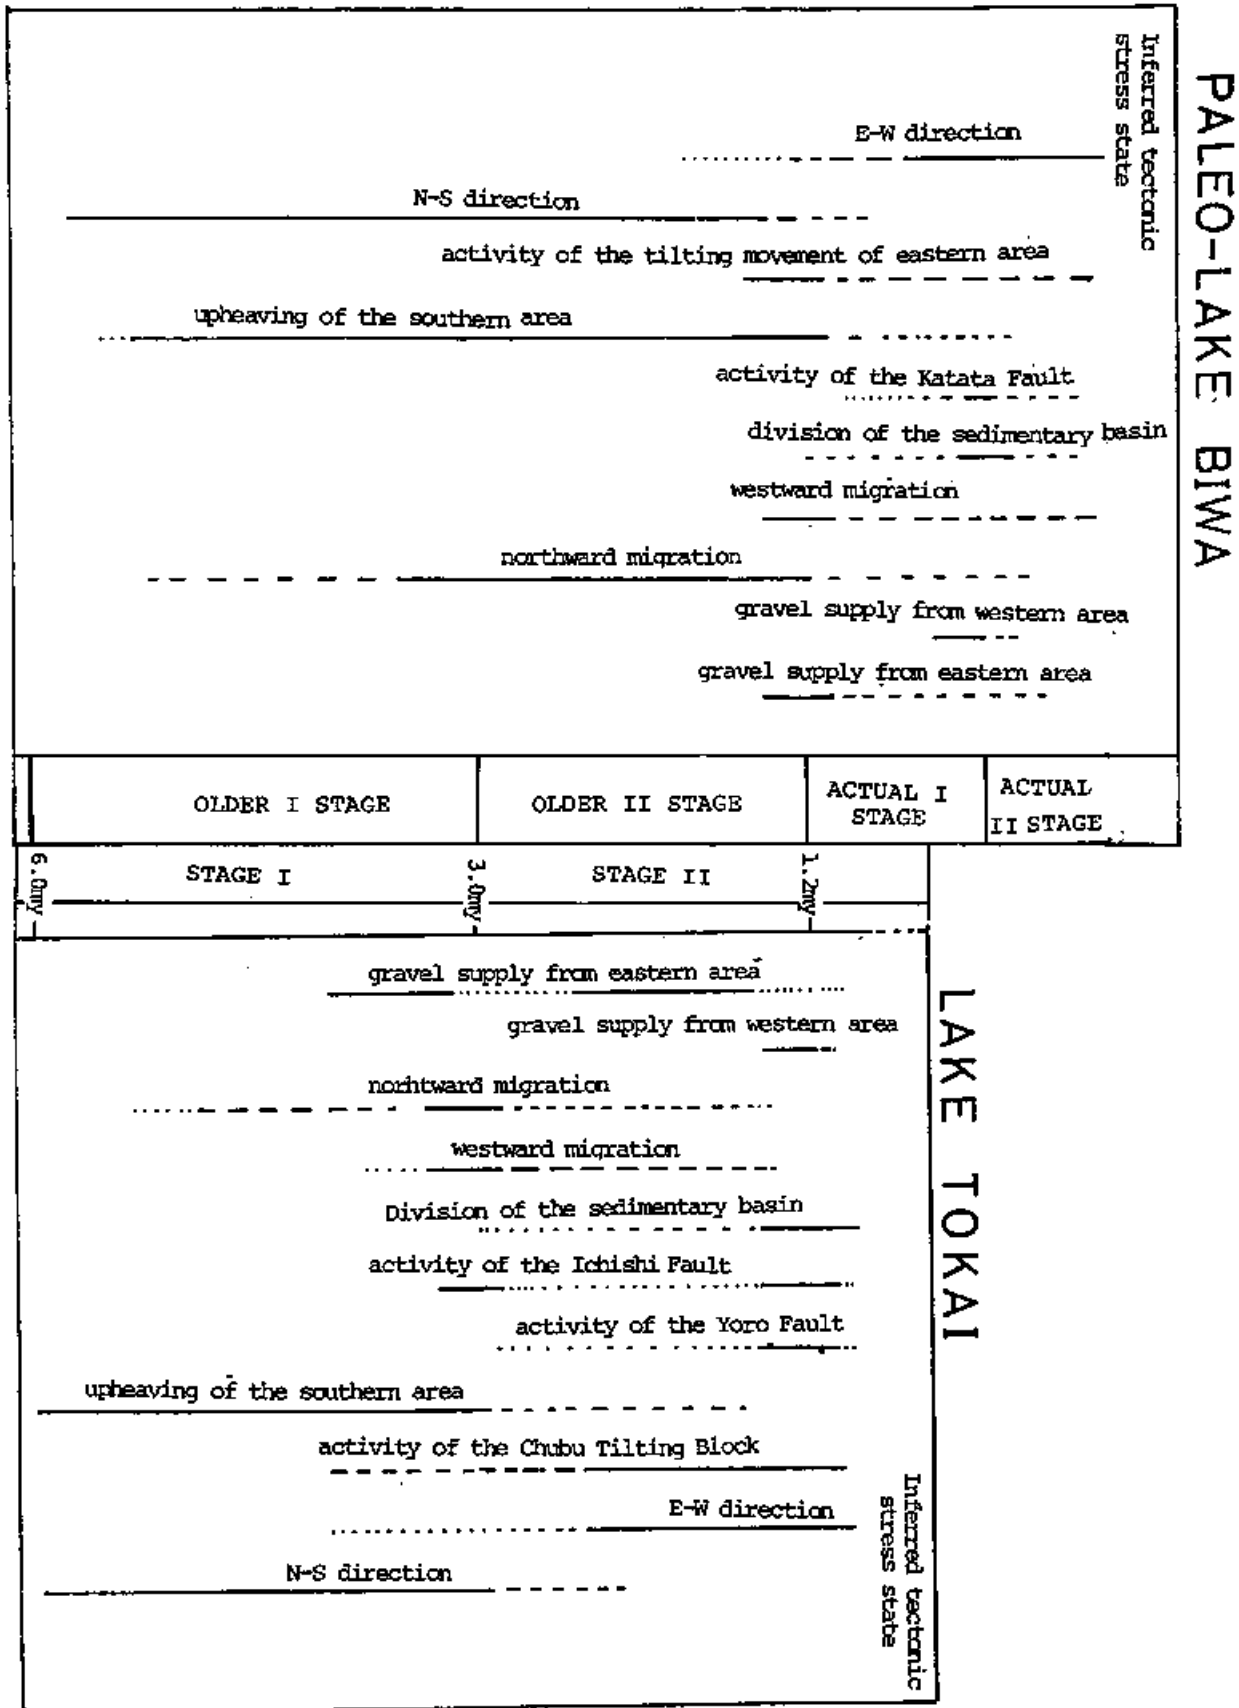 PALEO-LAKE BIWA
Inferred tectonic
stress state
E-W direction
N-S direction
activity of the tilting movement of eastern area
upheaving of the southern area
activity of the Katata Fault
division of the sedimentary basin
westward migration
northward migration
gravel supply from western area
gravel supply from eastern area
OLDER I STAGE
OLDER II STAGE
ACTUAL I
STAGE
ACTUAL
II STAGE
6.0my
STAGE I
3.0my
STAGE II
1.2my
LAKE TOKAI
gravel supply from eastern area
gravel supply from western area
norhtward migration
westward migration
Division of the sedimentary basin
activity of the Ichishi Fault
activity of the Yoro Fault
upheaving of the southern area
activity of the Chubu Tilting Block
E-W direction
N-S direction
Inferred tectonic
stress state